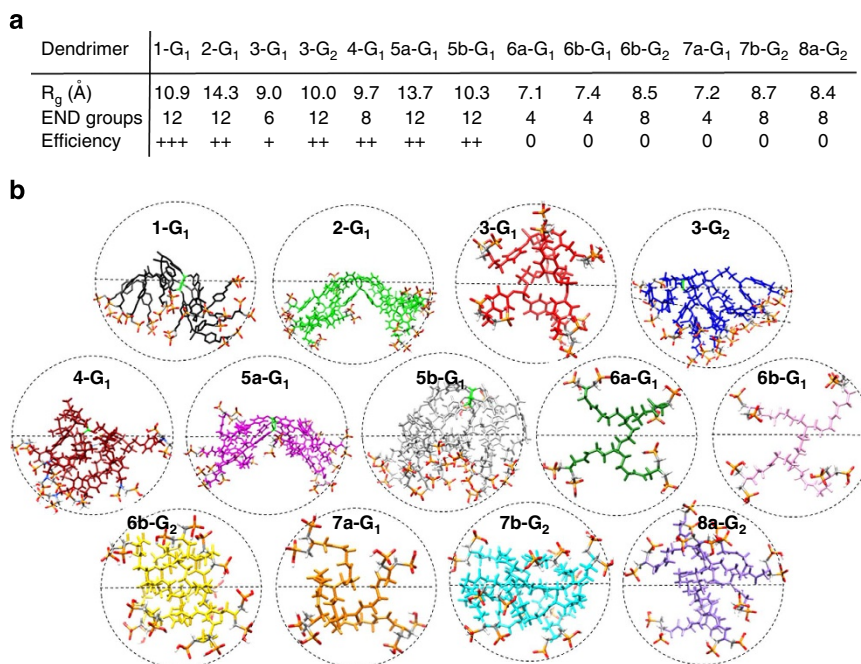 a
Dendrimer 1-G₁ 2-G₁ 3-G₁ 3-G₂ 4-G₁ 5a-G₁ 5b-G₁ 6a-G₁ 6b-G₁ 6b-G₂ 7a-G₁ 7b-G₂ 8a-G₂
Rg (Å) 10.9 14.3 9.0 10.0 9.7 13.7 10.3 7.1 7.4 8.5 7.2 8.7 8.4
END groups 12 12 6 12 8 12 12 4 4 8 4 8 8
Efficiency +++ ++ + ++ ++ ++ ++ 0 0 0 0 0 0
b
1-G₁ 2-G₁ 3-G₁ 3-G₂
4-G₁ 5a-G₁ 5b-G₁ 6a-G₁ 6b-G₁
6b-G₂ 7a-G₁ 7b-G₂ 8a-G₂